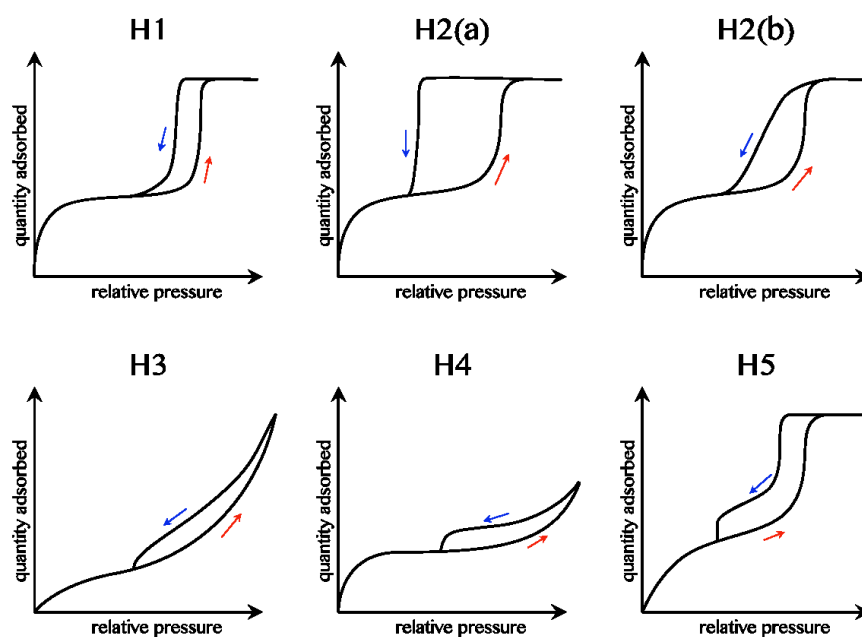 H1
H2(a)
H2(b)
quantity adsorbed
quantity adsorbed
quantity adsorbed
relative pressure
relative pressure
relative pressure
H3
H4
H5
quantity adsorbed
quantity adsorbed
quantity adsorbed
relative pressure
relative pressure
relative pressure